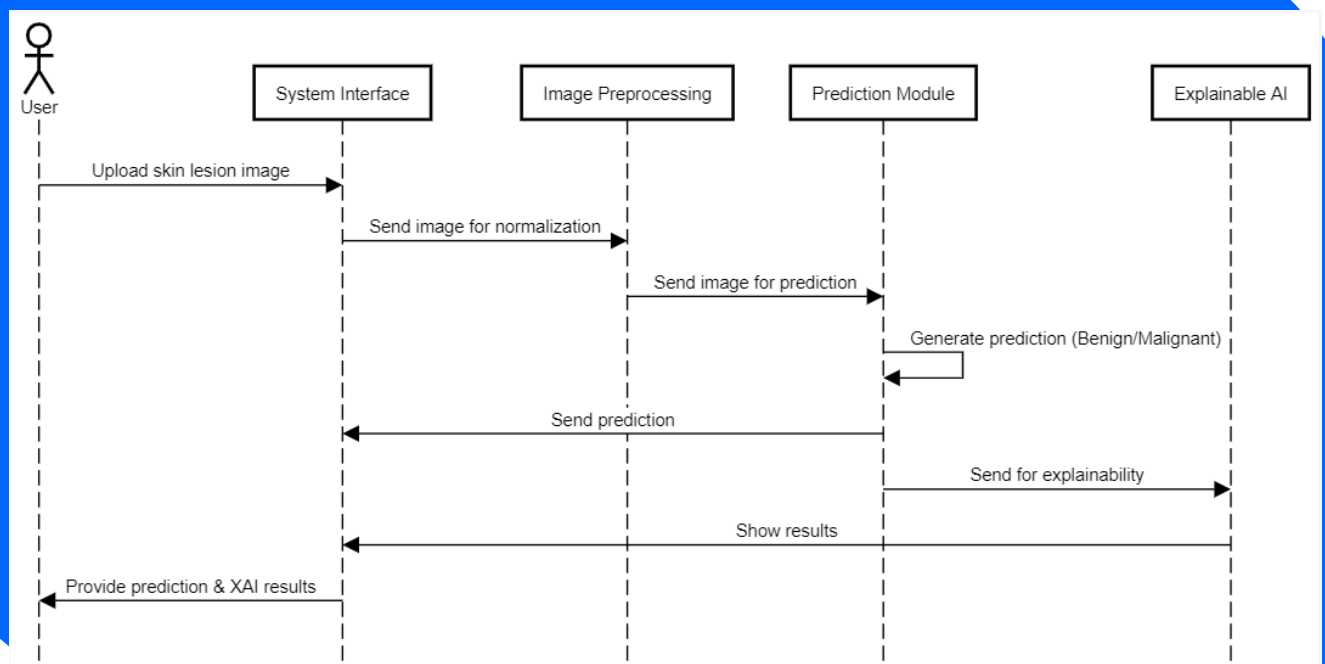 User
System Interface
Image Preprocessing
Prediction Module
Explainable AI
Upload skin lesion image
Send image for normalization
Send image for prediction
Generate prediction (Benign/Malignant)
Send prediction
Send for explainability
Show results
Provide prediction & XAI results